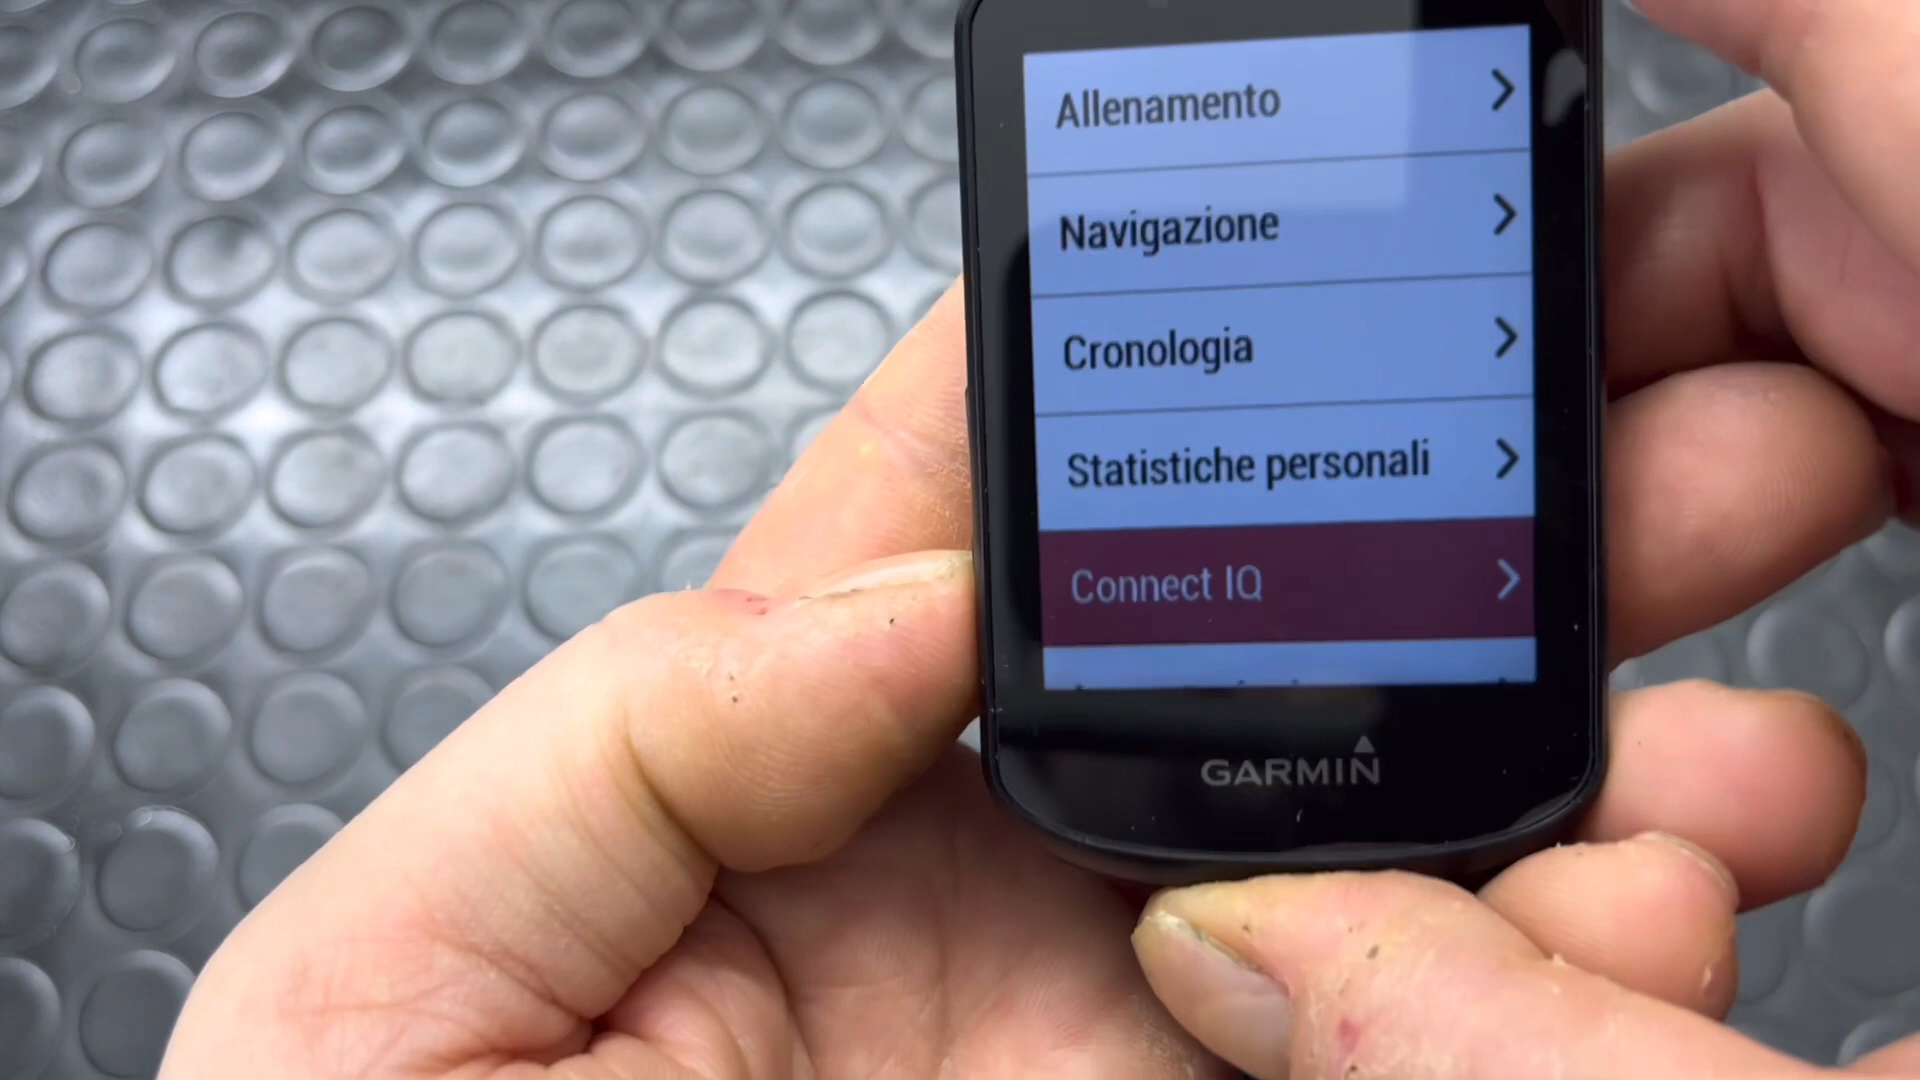 Allenamento
Navigazione
Cronologia
Statistiche personali
Connect IQ
GARMIN